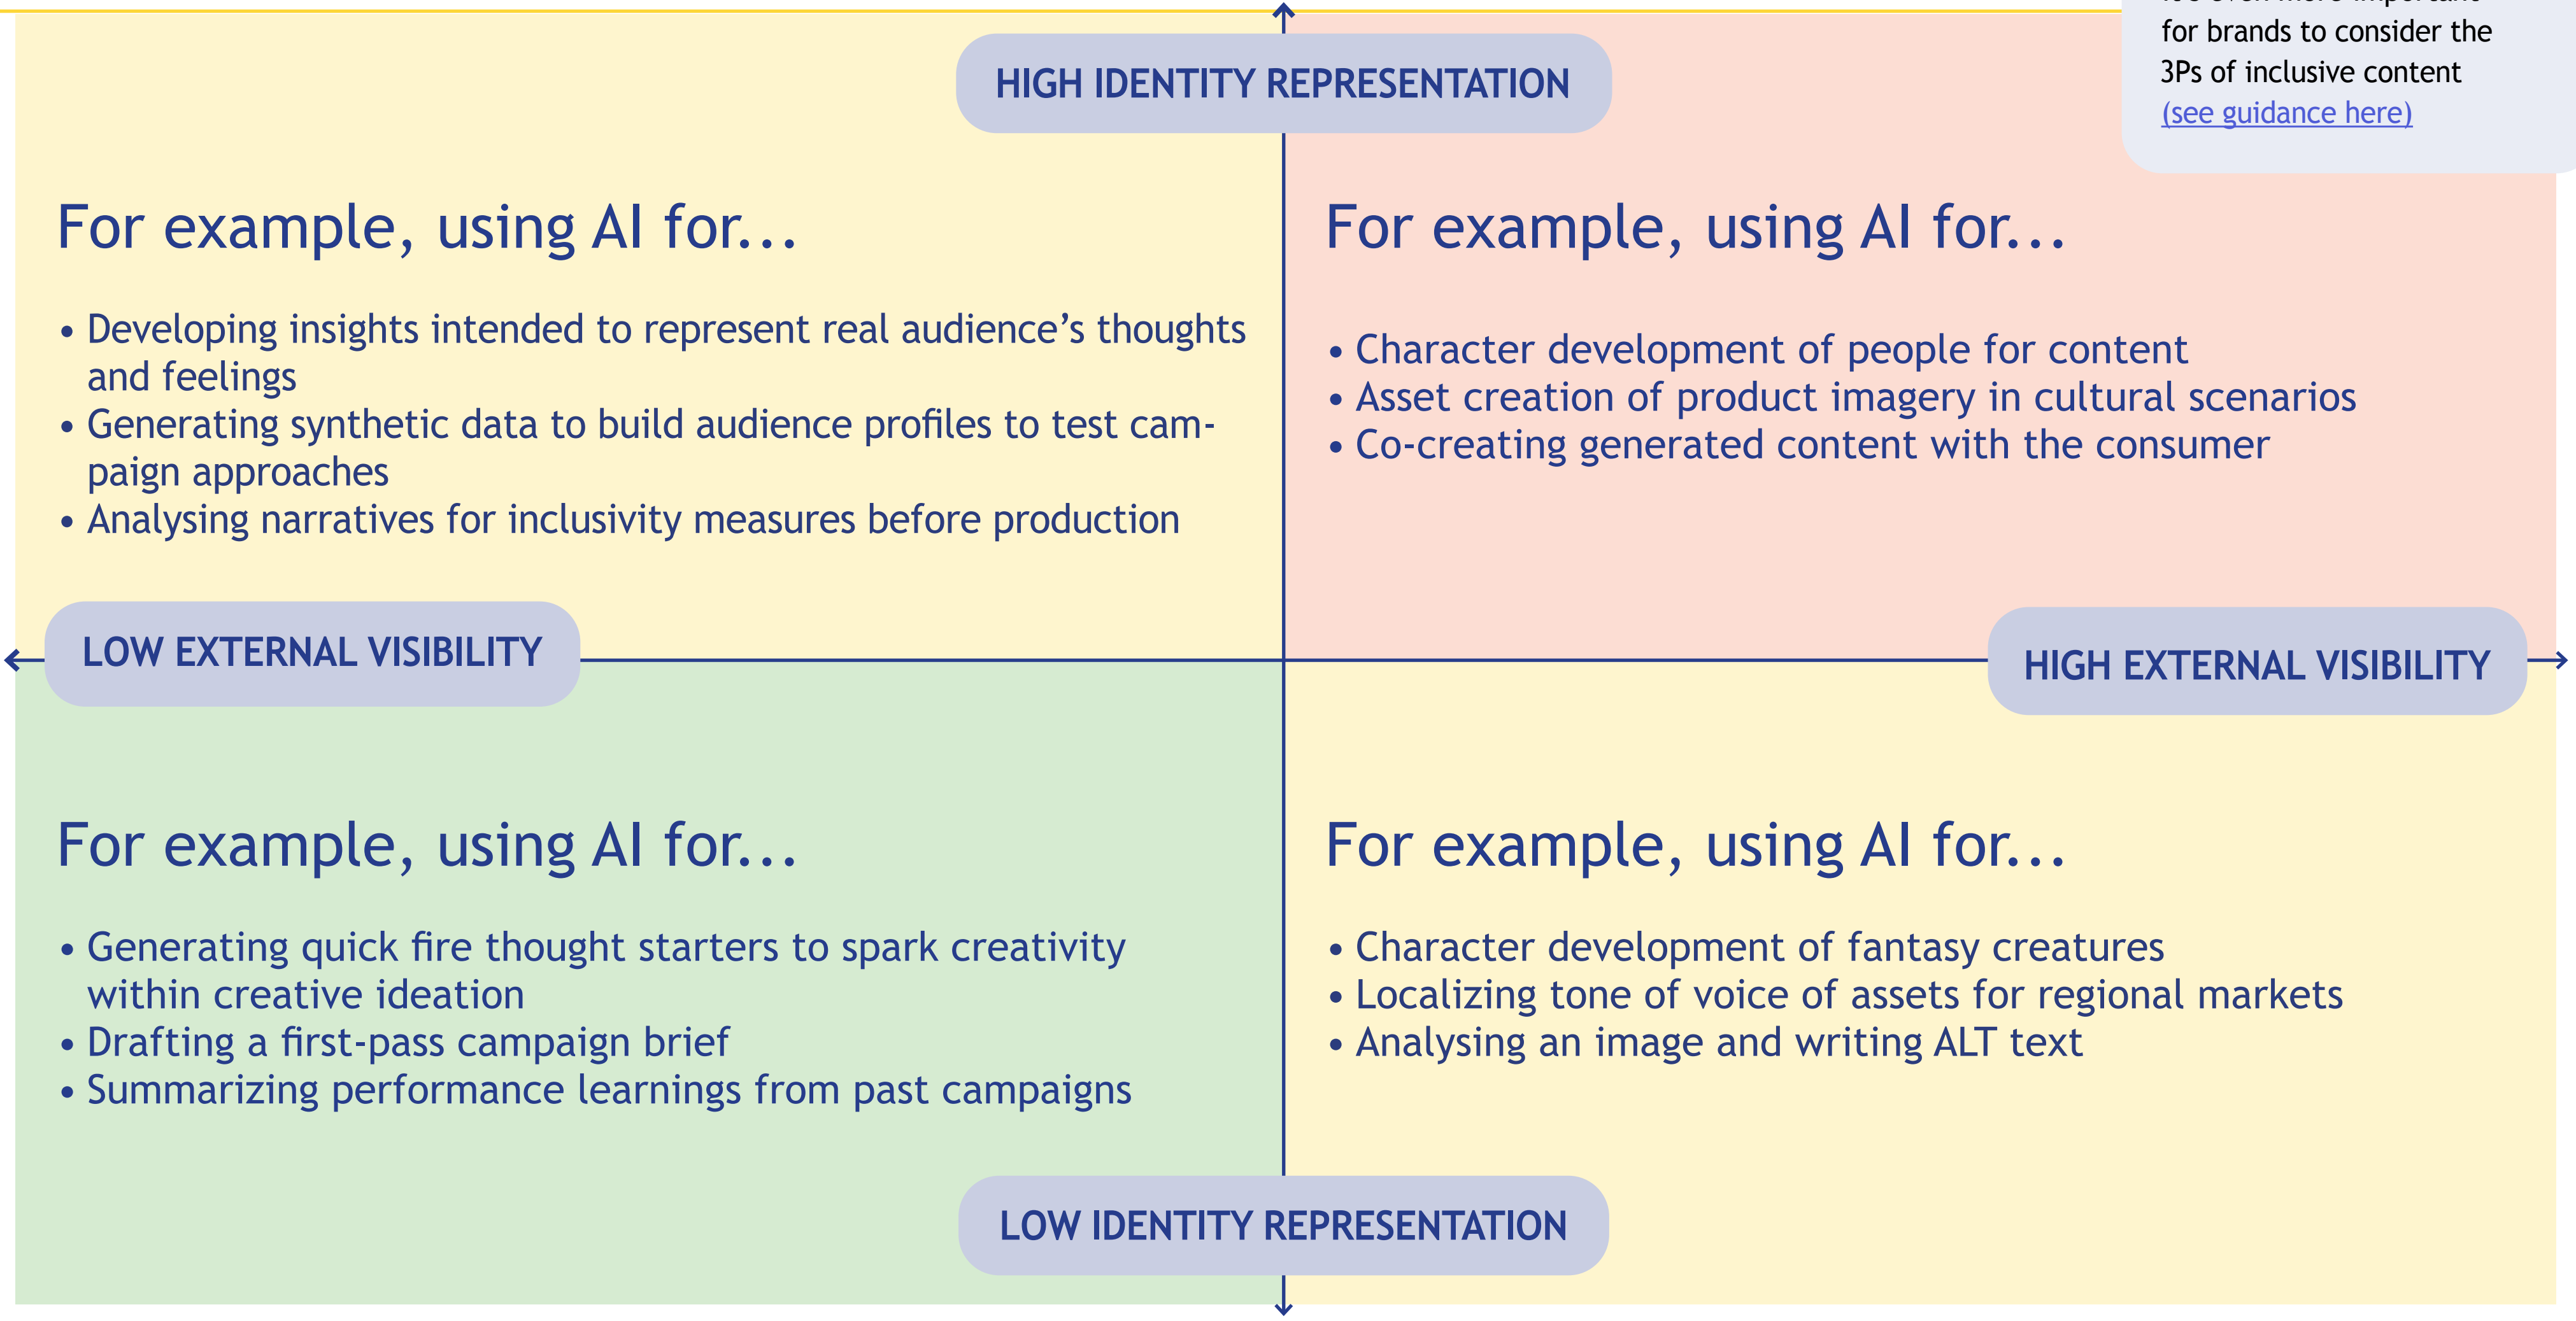 for brands to consider the
3Ps of inclusive content
(see guidance here)
HIGH IDENTITY REPRESENTATION
For example, using AI for...
• Developing insights intended to represent real audience’s thoughts
and feelings
• Generating synthetic data to build audience profiles to test cam-
paign approaches
• Analysing narratives for inclusivity measures before production
For example, using AI for...
• Character development of people for content
• Asset creation of product imagery in cultural scenarios
• Co-creating generated content with the consumer
LOW EXTERNAL VISIBILITY
HIGH EXTERNAL VISIBILITY
For example, using AI for...
• Generating quick fire thought starters to spark creativity
within creative ideation
• Drafting a first-pass campaign brief
• Summarizing performance learnings from past campaigns
For example, using AI for...
• Character development of fantasy creatures
• Localizing tone of voice of assets for regional markets
• Analysing an image and writing ALT text
LOW IDENTITY REPRESENTATION